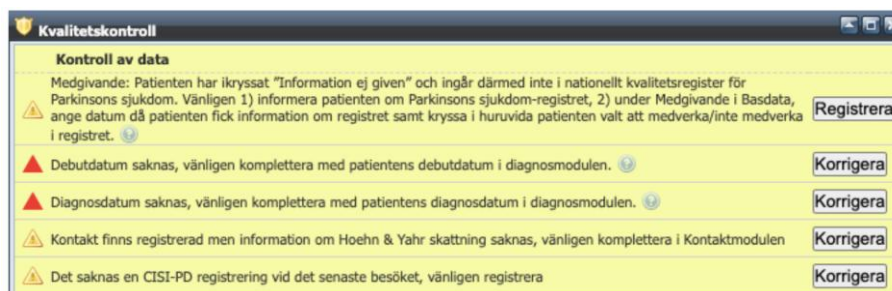 Kvalitetskontroll
Kontroll av data
Medgivande: Patienten har ikryssat "Information ej given" och ingår därmed inte i nationellt kvalitetsregister för
Parkinsons sjukdom. Vänligen 1) informera patienten om Parkinsons sjukdom-registret, 2) under Medgivande i Basdata,
ange datum då patienten fick information om registret samt kryssa i huruvida patienten valt att medverka/inte medverka
i registret.
Registrera
Debutdatum saknas, vänligen komplettera med patientens debutdatum i diagnosmodulen.
Korrigera
Diagnosdatum saknas, vänligen komplettera med patientens diagnosdatum i diagnosmodulen.
Korrigera
Kontakt finns registrerad men information om Hoehn & Yahr skattning saknas, vänligen komplettera i Kontaktmodulen
Korrigera
Det saknas en CISI-PD registrering vid det senaste besöket, vänligen registrera
Korrigera